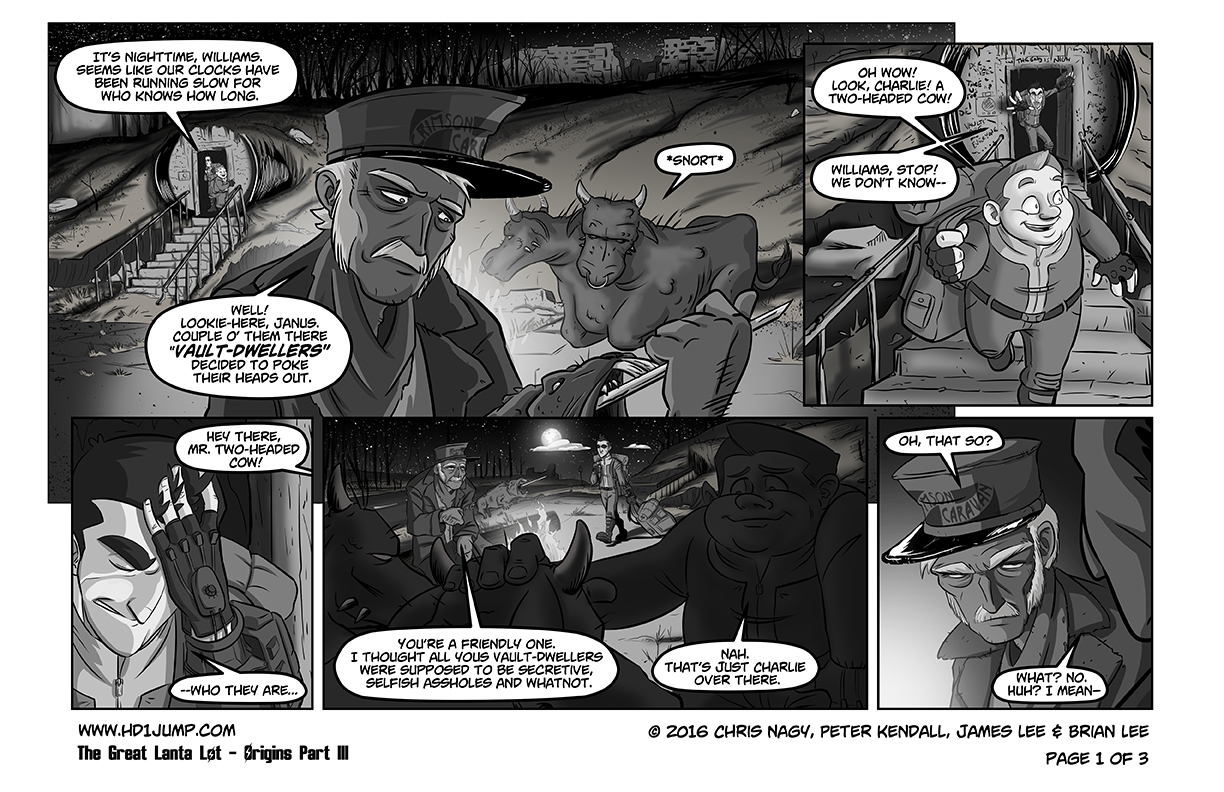 IT'S NIGHTTIME, WILLIAMS.
SEEMS LIKE OUR CLOCKS HAVE
BEEN RUNNING SLOW FOR
WHO KNOWS HOW LONG.
RIMSON
CARA
*SNORT*
WELL!
LOOKIE-HERE, JANUS.
COUPLE O' THEM THERE
"VAULT-DWELLERS"
DECIDED TO POKE
THEIR HEADS OUT.
OH WOW!
LOOK, CHARLIE! A
TWO-HEADED COW!
WILLIAMS, STOP!
WE DON'T KNOW--
HEY THERE,
MR. TWO-HEADED
COW!
--WHO THEY ARE...
YOU'RE A FRIENDLY ONE.
I THOUGHT ALL YOUS VAULT-DWELLERS
WERE SUPPOSED TO BE SECRETIVE,
SELFISH ASSHOLES AND WHATNOT.
NAH.
THAT'S JUST CHARLIE
OVER THERE.
OH, THAT SO?
MSON
CARAVAN
WHAT? NO.
HUH? I MEAN–
WWW.HD1JUMP.COM
The Great Lanta Løt - Ørigins Part III
© 2016 CHRIS NAGY, PETER KENDALL, JAMES LEE & BRIAN LEE
PAGE 1 OF 3